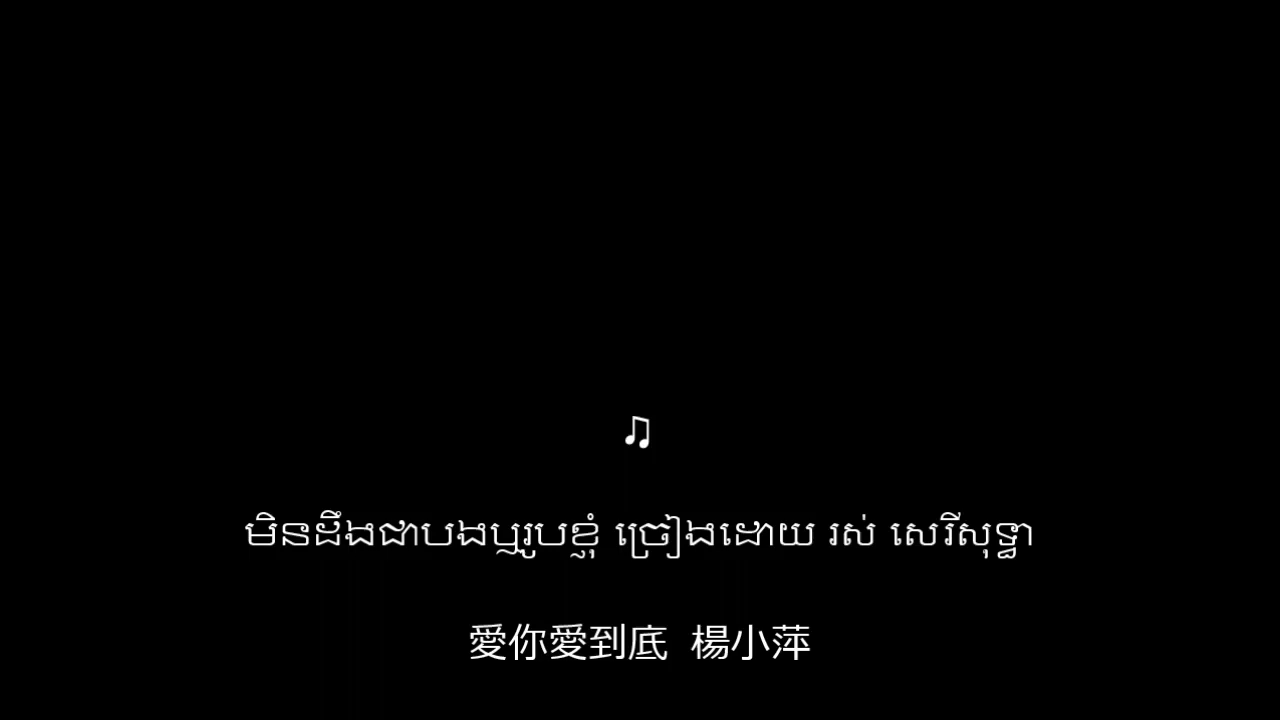 ♫
មិនដឹងជាបងឬរូបខ្ញុំ ច្រៀងដោយ រស់ សេរីសុទ្ធា
愛你愛到底 楊小萍